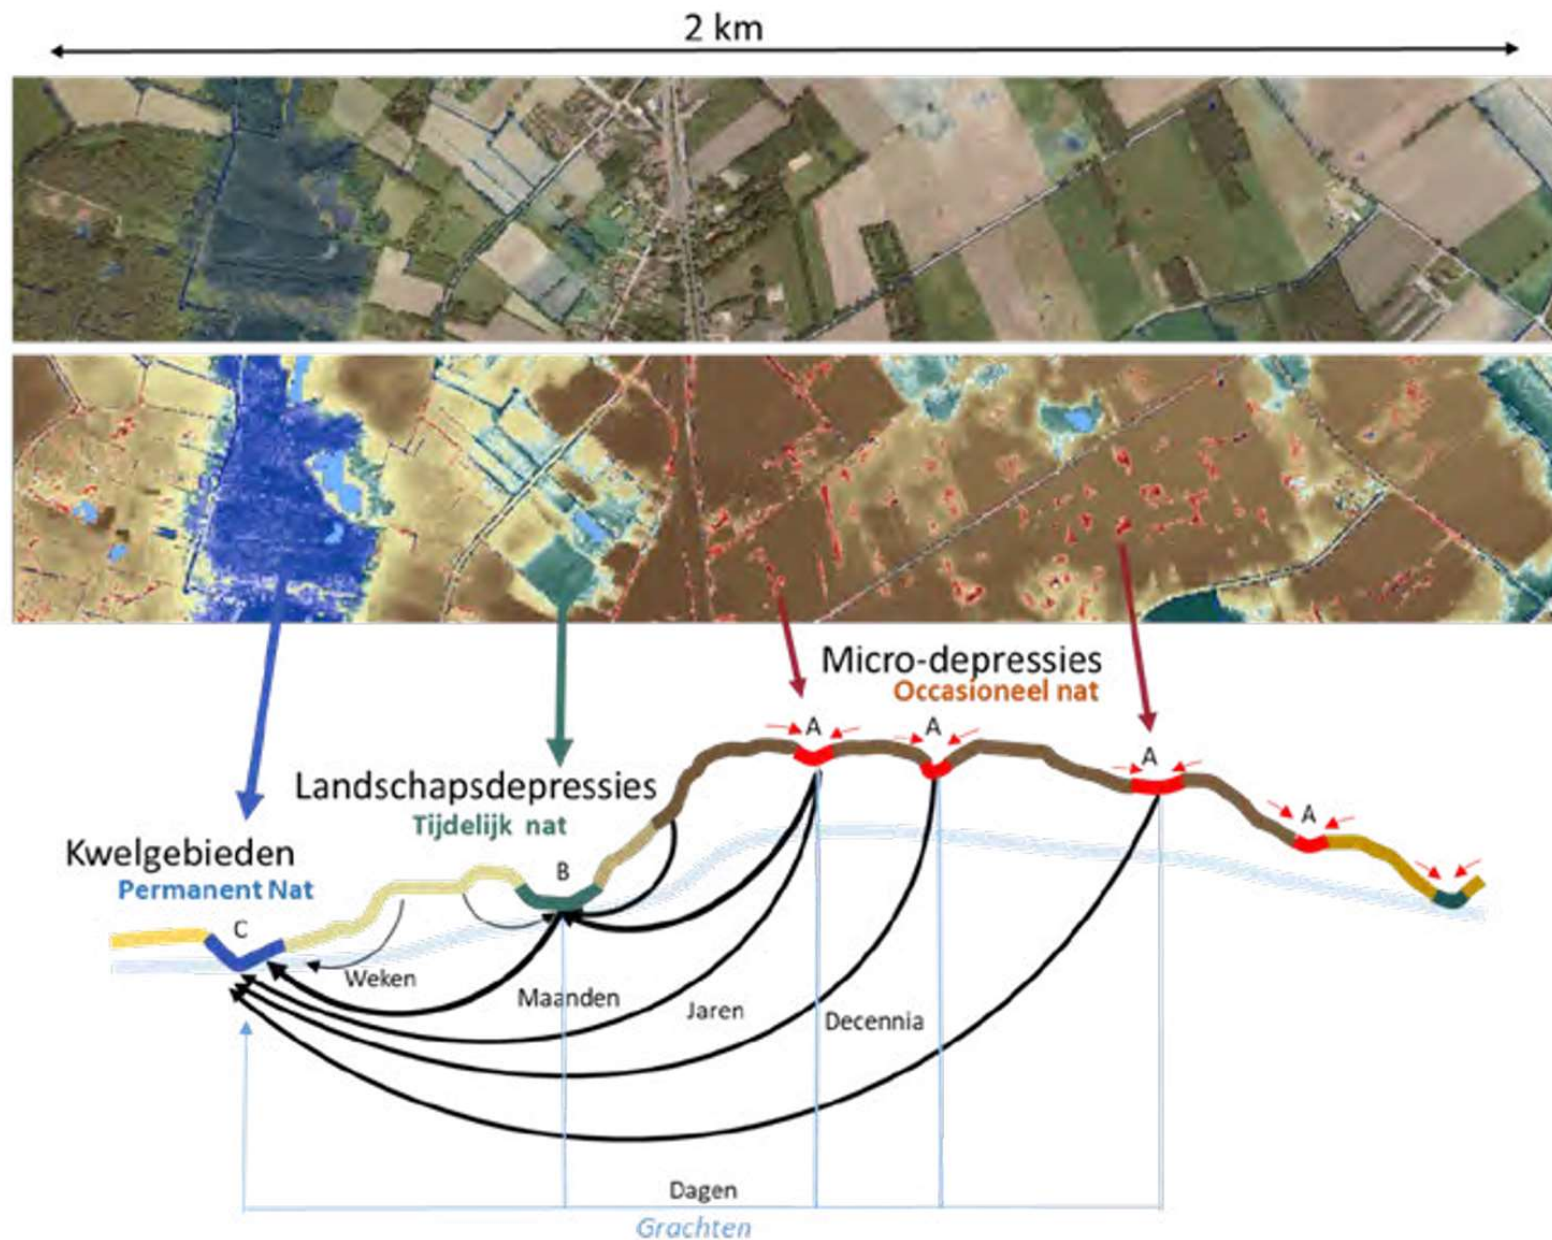 2 km
Micro-depressies
Occasioneel nat
A
A
A
Landschapsdepressies
Tijdelijk nat
A
Kwelgebieden
Permanent Nat
B
C
Weken
Maanden
Jaren
Decennia
Dagen
Grachten